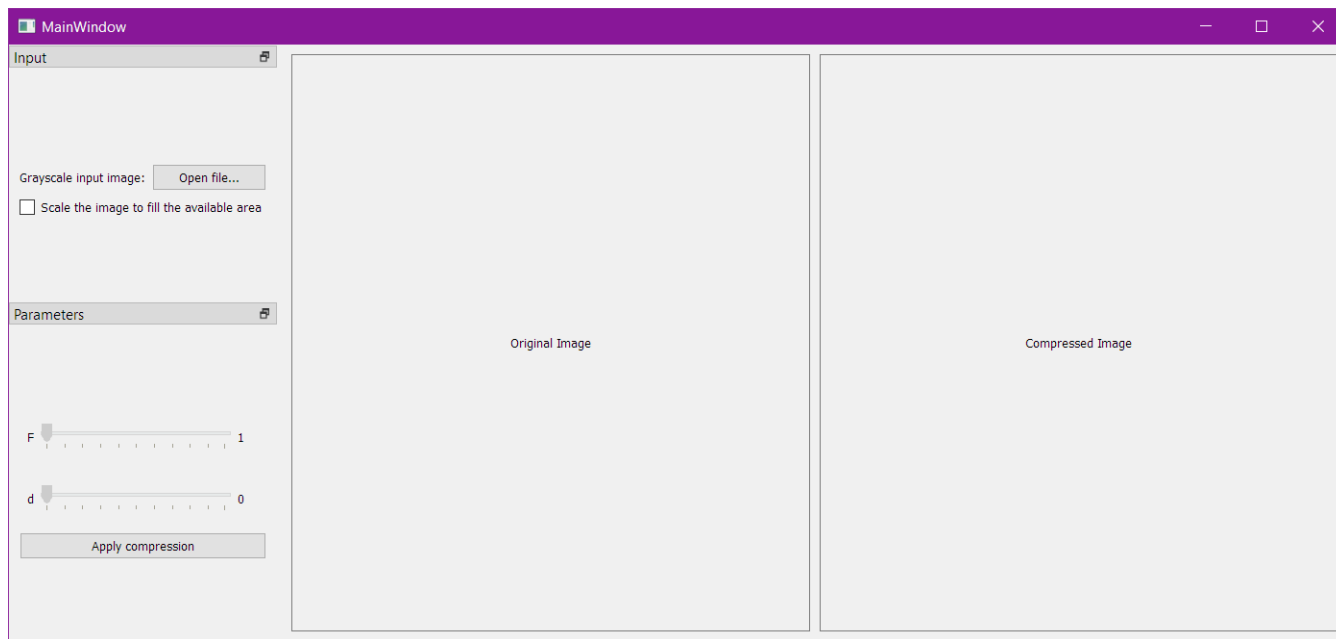 MainWindow
Input
Grayscale input image: Open file...
Scale the image to fill the available area
Parameters
F 1
d 0
Apply compression
Original Image
Compressed Image